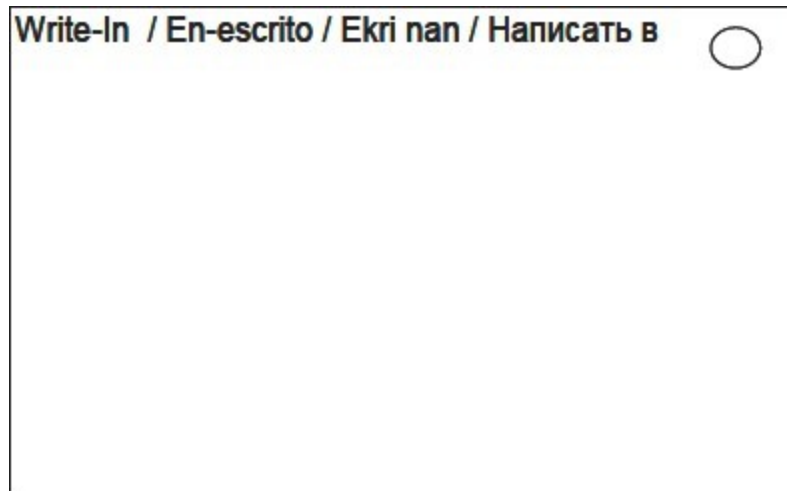 Write-In / En-escrito / Ekri nan / Написать в